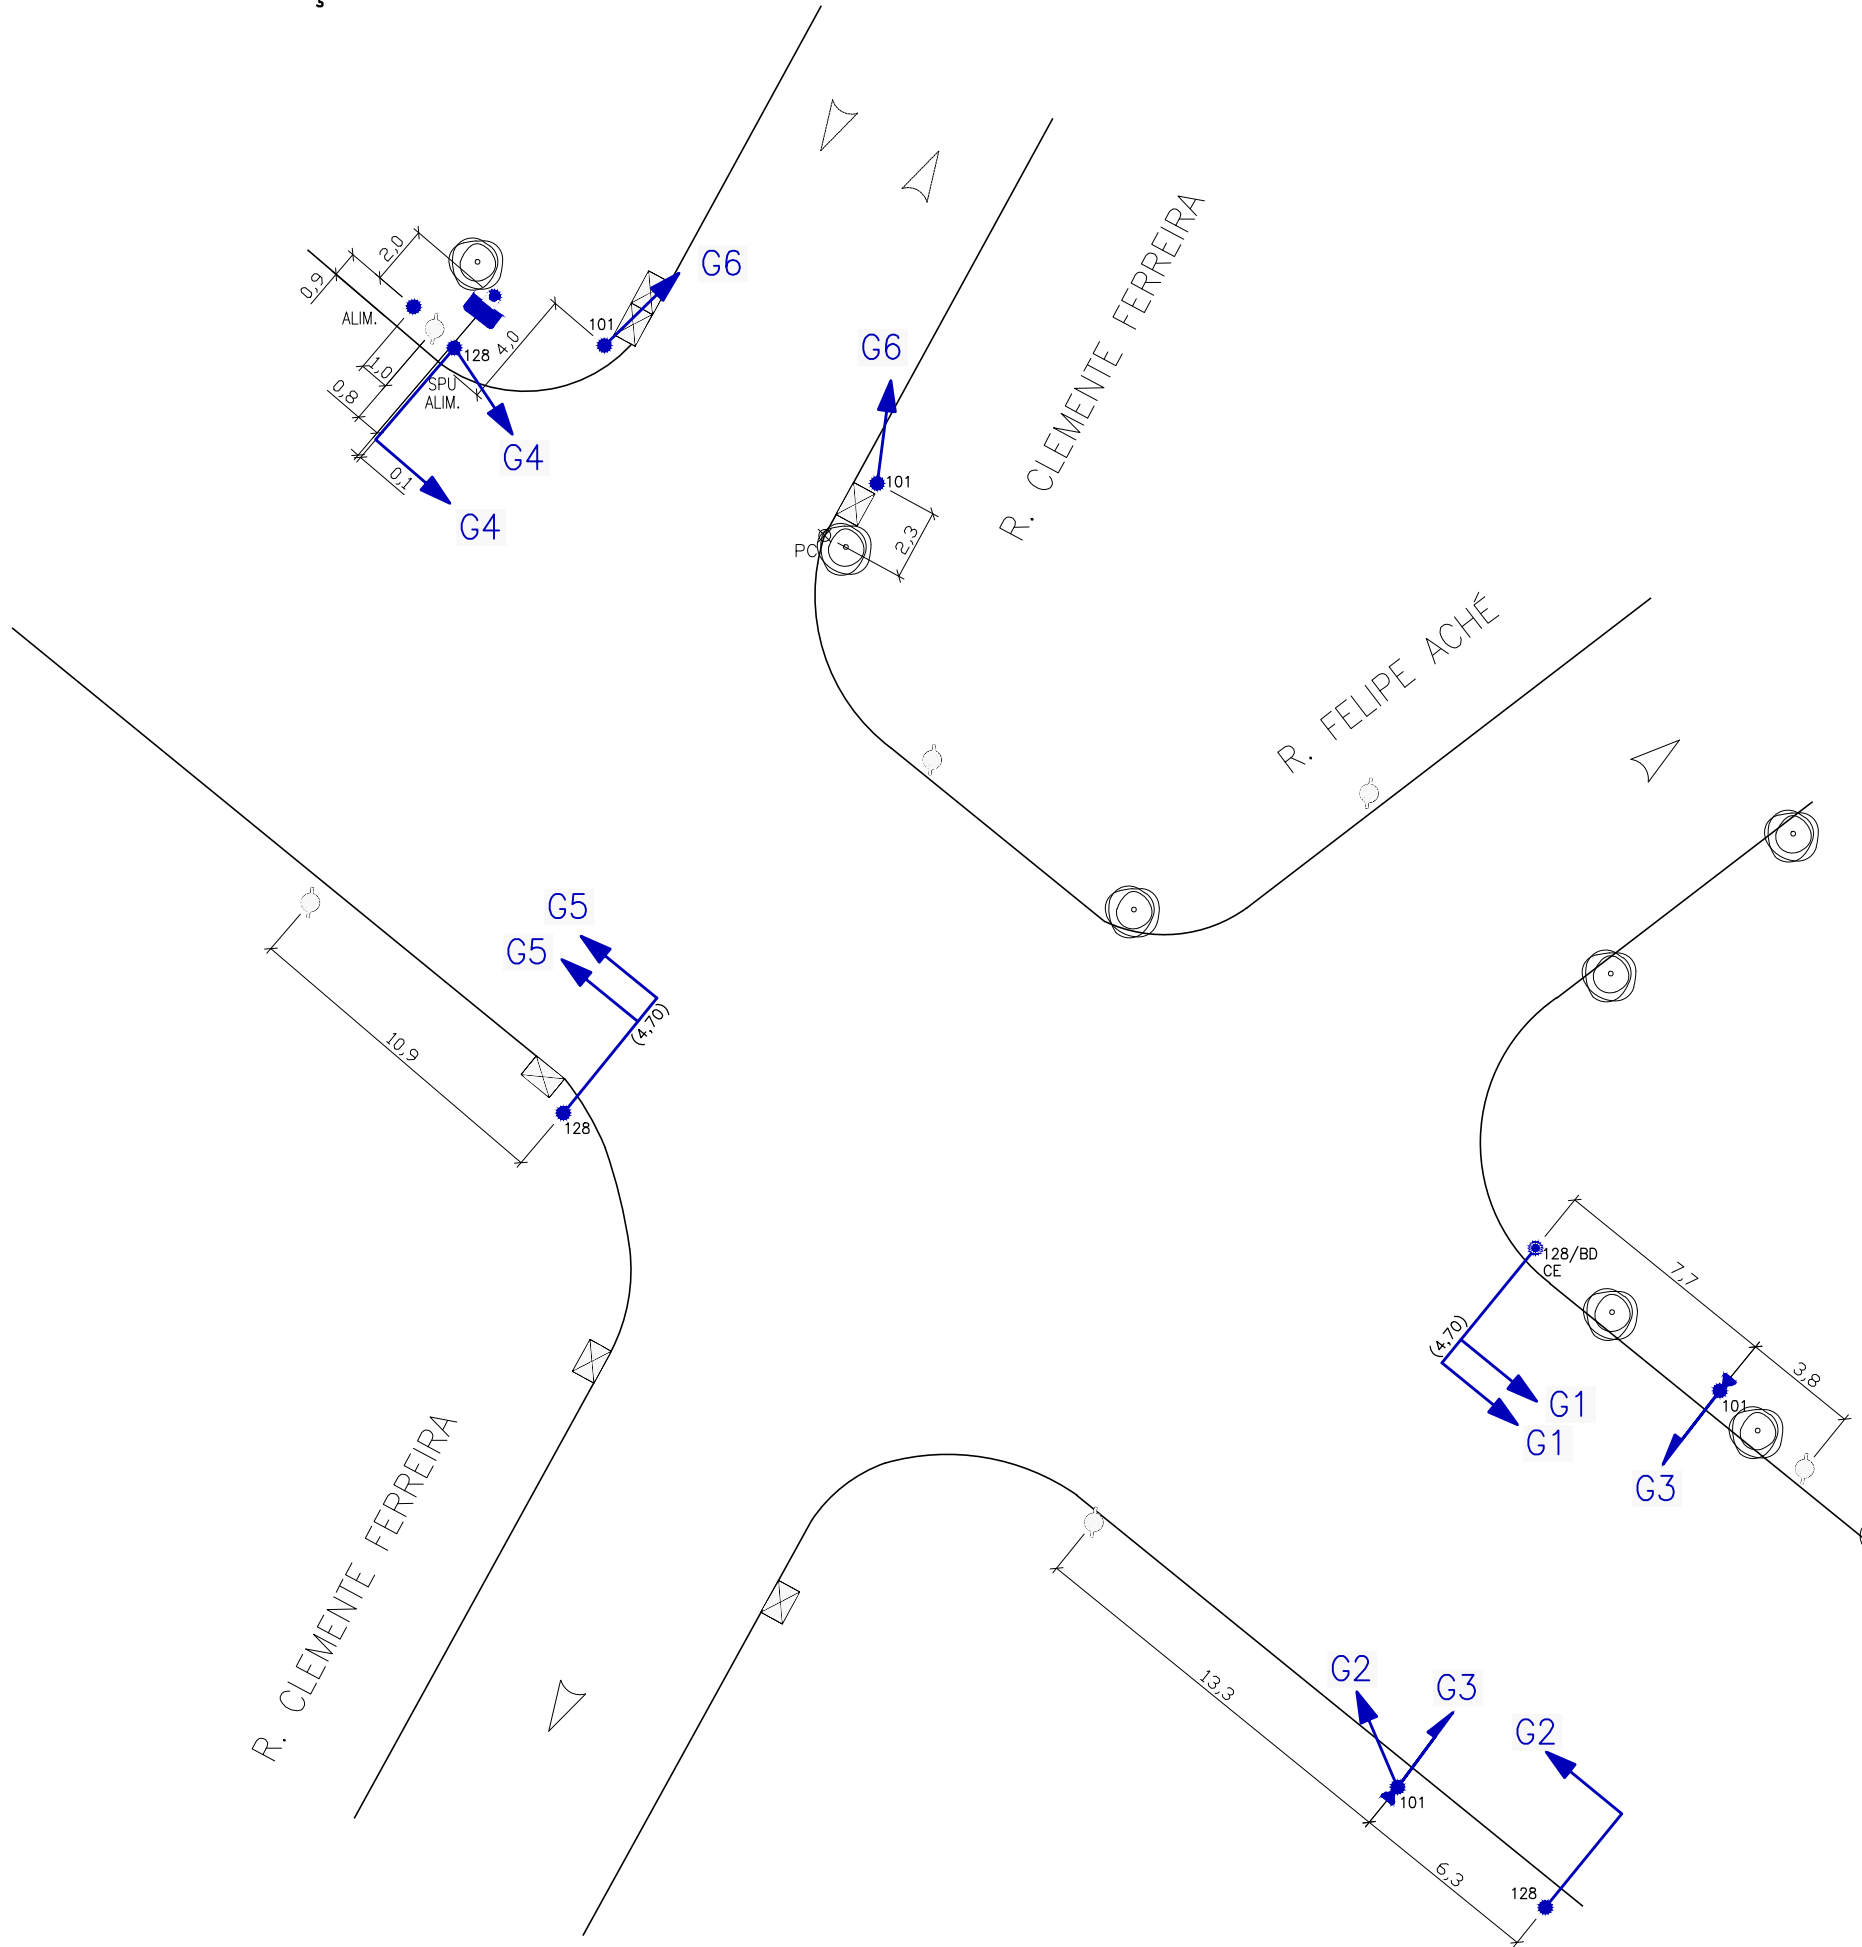 G6
2,0
0,9
ALIM.
101
128
4,0
G6
1,0
0,8
SPU
ALIM.
G4
0,1
G4
101
PC
2,3
R. CLEMENTE FERREIRA
R. FELIPE ACHÉ
G5
G5
(4,70)
10,9
128
128/BD
CE
7,7
(4,70)
3,8
G1
G1
101
G3
R. CLEMENTE FERREIRA
13,3
G2
G3
G2
101
6,3
128